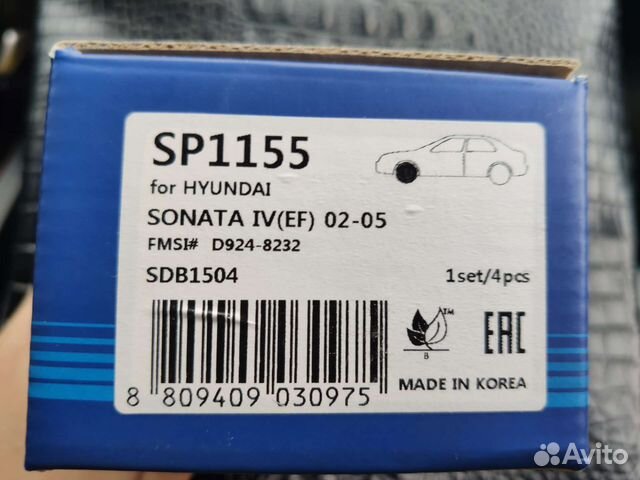 SP1155
for HYUNDAI
SONATA IV(EF) 02-05
FMSI# D924-8232
SDB1504
1set/4pcs
TM
B
EAC
8 809409 030975
MADE IN KOREA
Avito